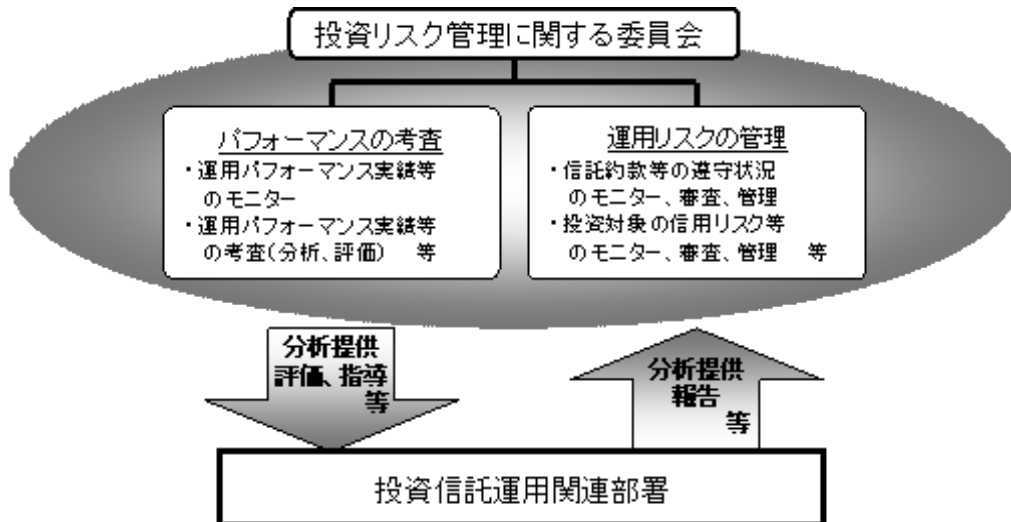 投資リスク管理に関する委員会
パフォーマンスの考査
・運用パフォーマンス実績等
のモニター
・運用パフォーマンス実績等
の考査(分析、評価) 等
運用リスクの管理
・信託約款等の遵守状況
のモニター、審査、管理
・投資対象の信用リスク等
のモニター、審査、管理 等
分析提供
評価、指導
等
分析提供
報告
等
投資信託運用関連部署